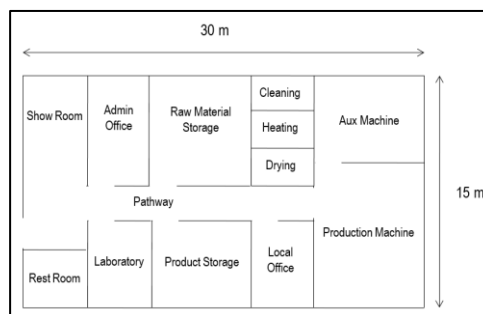 30 m
Show Room
Admin
Office
Raw Material
Storage
Cleaning
Heating
Drying
Aux Machine
15 m
Pathway
Production Machine
Rest Room
Laboratory
Product Storage
Local
Office